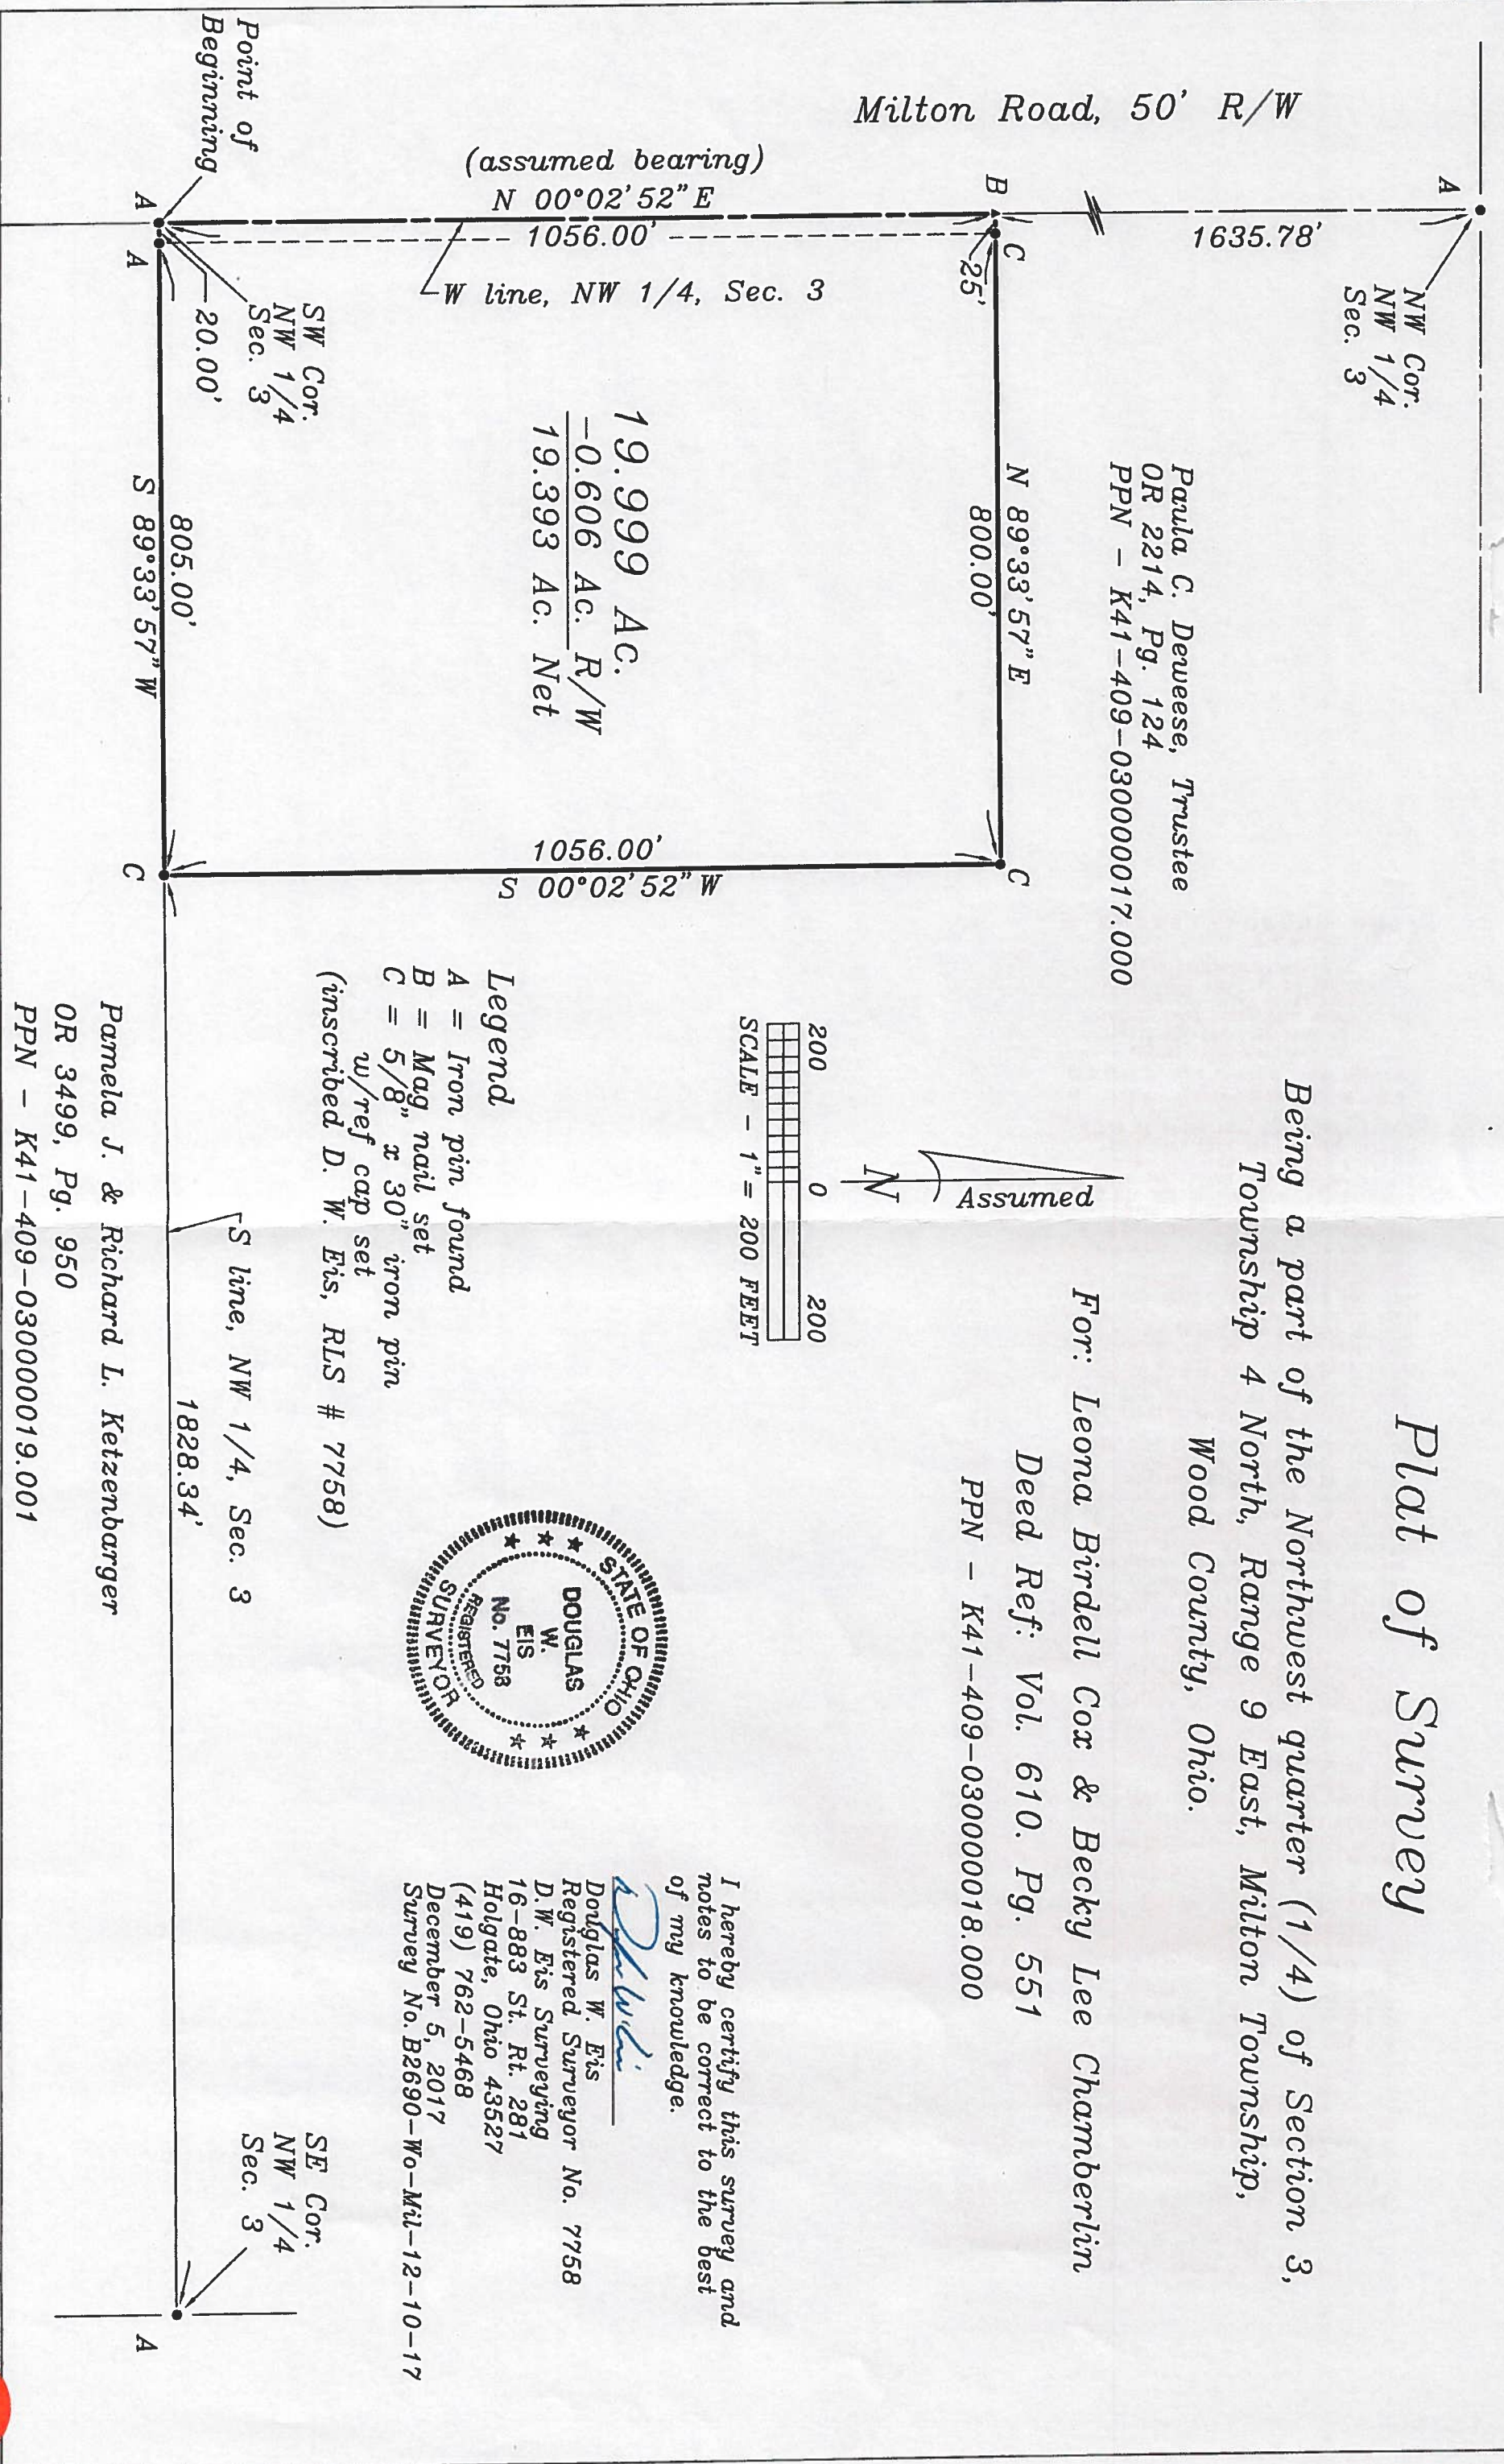 Plat of Survey
Being a part of the Northwest quarter (1/4) of Section 3,
Township 4 North, Range 9 East, Milton Township,
Wood County, Ohio.
For: Leona Birdell Cox & Becky Lee Chamberlin
Deed Ref: Vol. 610. Pg. 551
PPN - K41-409-030000018.000
NW Cor.
NW 1/4
Sec. 3
A
1635.78'
Milton Road, 50' R/W
Paula C. Deweese, Trustee
OR 2214, Pg. 124
PPN - K41-409-030000017.000
B
C
25'
N 89°33'57"E
800.00'
C
(assumed bearing)
N 00°02'52"E
1056.00'
W line, NW 1/4, Sec. 3
19.999 Ac.
-0.606 Ac. R/W
19.393 Ac. Net
1056.00'
S 00°02'52"W
SW Cor.
NW 1/4
Sec. 3
20.00'
Point of
Beginning
A
A
805.00'
S 89°33'57"W
C
Assumed
N
200 0 200
SCALE - 1"= 200 FEET
Legend
A = Iron pin found
B = Mag nail set
C = 5/8" x 30" iron pin
w/ref cap set
(inscribed D. W. Eis, RLS # 7758)
S line, NW 1/4, Sec. 3
1828.34'
Pamela J. & Richard L. Ketzenbarger
OR 3499, Pg. 950
PPN - K41-409-030000019.001
STATE OF OHIO
DOUGLAS
W.
EIS
No. 7758
REGISTERED
SURVEYOR
I hereby certify this survey and
notes to be correct to the best
of my knowledge.
Douglas W. Eis
Registered Surveyor No. 7758
D.W. Eis Surveying
16-883 St. Rt. 281
Holgate, Ohio 43527
(419) 762-5468
December 5, 2017
Survey No. B2690-Wo-Mil-12-10-17
SE Cor.
NW 1/4
Sec. 3
A